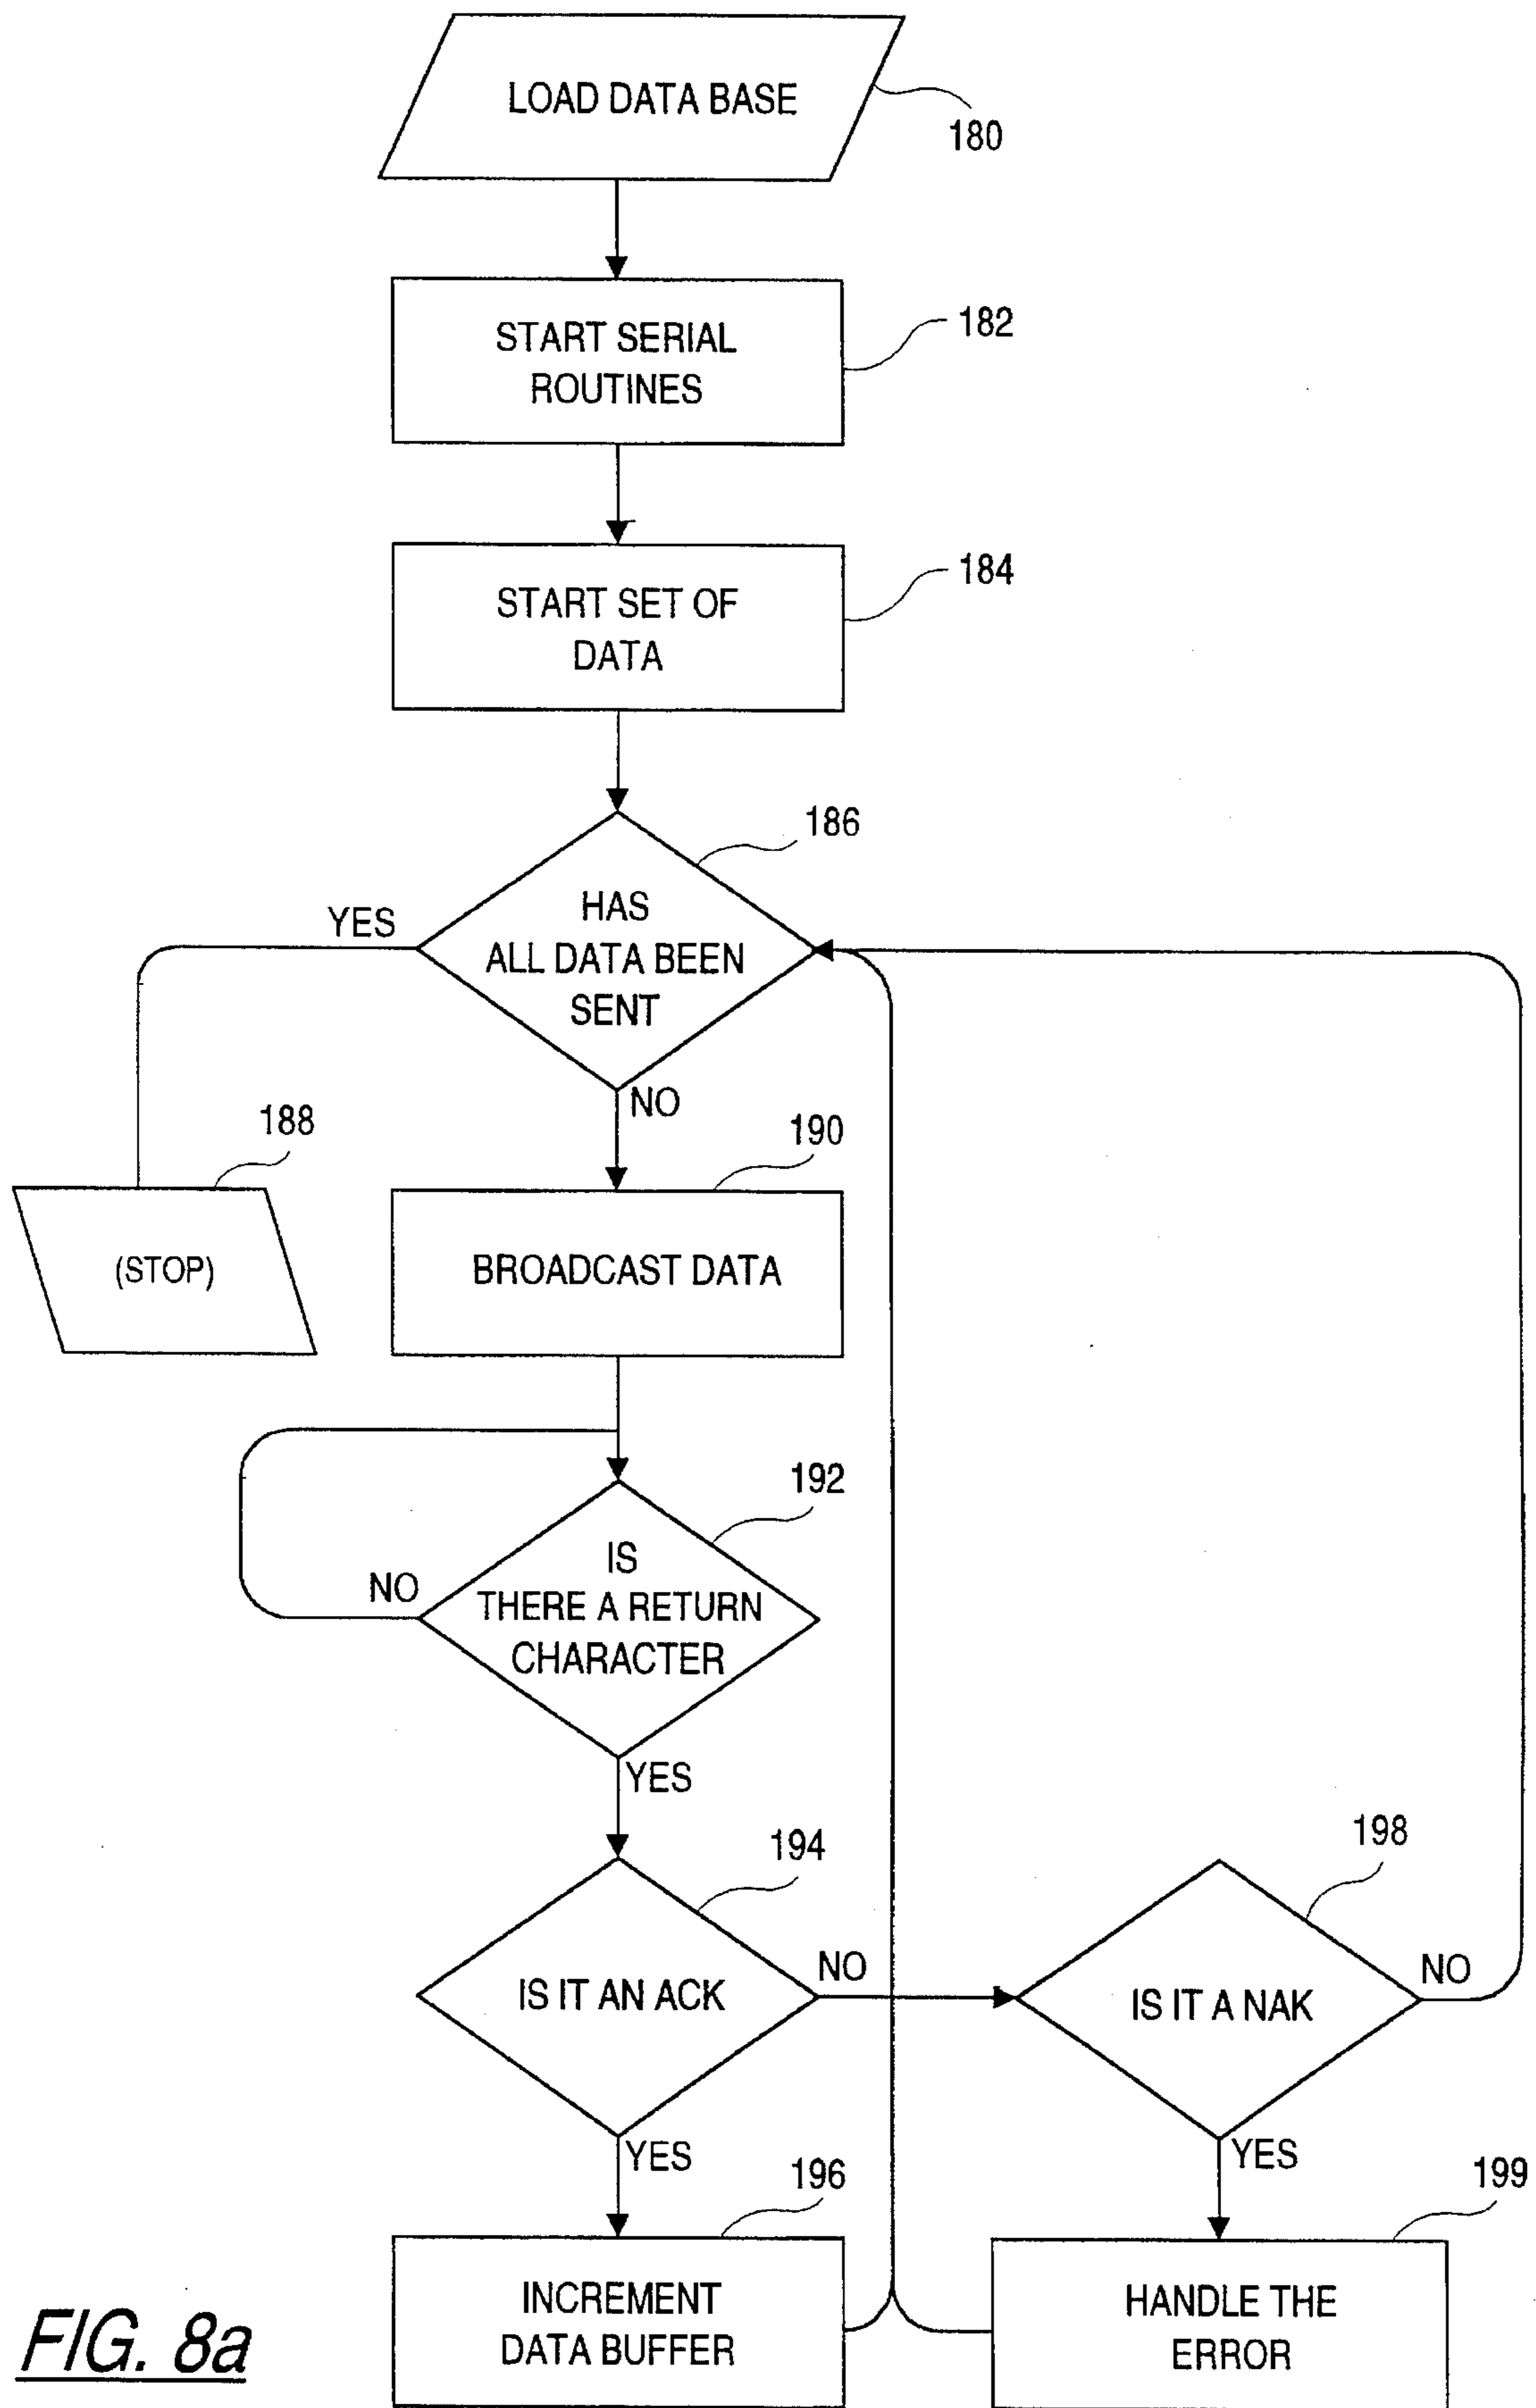 LOAD DATA BASE
180
START SERIAL
ROUTINES
182
START SET OF
DATA
184
186
HAS
ALL DATA BEEN
SENT
YES
NO
188
(STOP)
190
BROADCAST DATA
192
IS
THERE A RETURN
CHARACTER
NO
YES
194
IS IT AN ACK
NO
YES
198
IS IT A NAK
NO
YES
196
INCREMENT
DATA BUFFER
199
HANDLE THE
ERROR
FIG. 8a